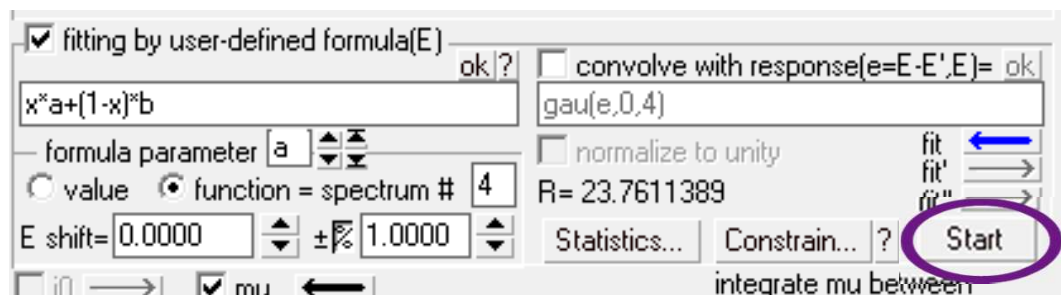 fitting by user-defined formula(E)
ok ?
convolve with response(e=E-E',E)= ok
x*a+(1-x)*b
gau(e,0,4)
formula parameter a
normalize to unity
fit
fit'
fit''
value function = spectrum # 4
R= 23.7611389
E shift= 0.0000 ±% 1.0000
Statistics... Constrain... ? Start
i0 mu
integrate mu between